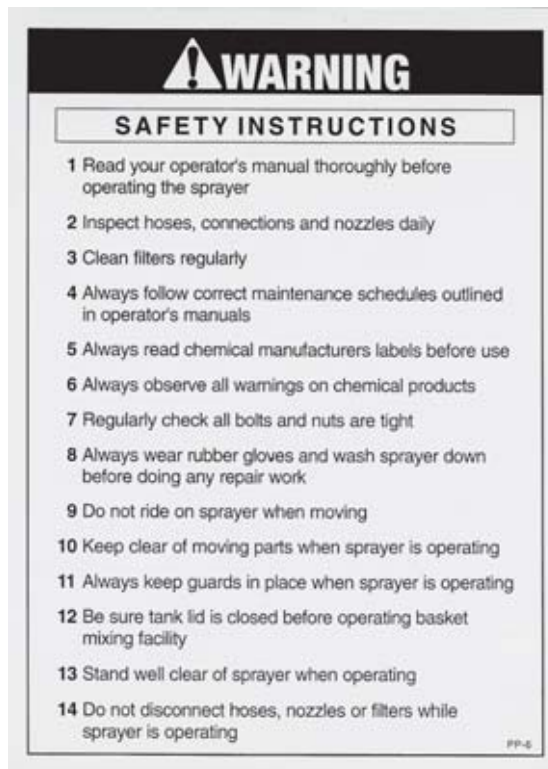 WARNING
SAFETY INSTRUCTIONS
1 Read your operator's manual thoroughly before
operating the sprayer
2 Inspect hoses, connections and nozzles daily
3 Clean filters regularly
4 Always follow correct maintenance schedules outlined
in operator's manuals
5 Always read chemical manufacturers labels before use
6 Always observe all warnings on chemical products
7 Regularly check all bolts and nuts are tight
8 Always wear rubber gloves and wash sprayer down
before doing any repair work
9 Do not ride on sprayer when moving
10 Keep clear of moving parts when sprayer is operating
11 Always keep guards in place when sprayer is operating
12 Be sure tank lid is closed before operating basket
mixing facility
13 Stand well clear of sprayer when operating
14 Do not disconnect hoses, nozzles or filters while
sprayer is operating